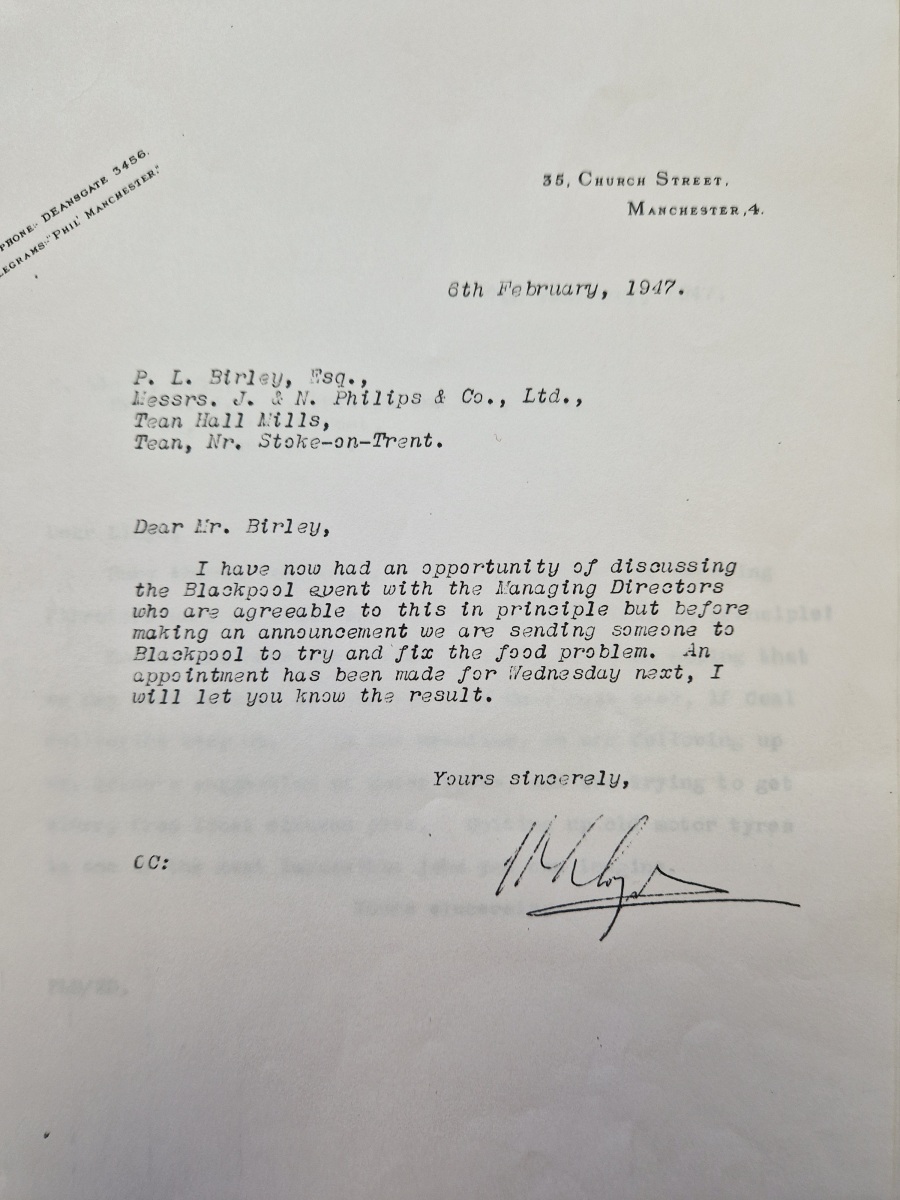 PHONE:- DEANSGATE 3456.
EGRAMS:-"PHIL' MANCHESTER."
35, CHURCH STREET,
MANCHESTER,4.
6th February, 1947.
P. L. Birley, Esq.,
Messrs. J. & N. Philips & Co., Ltd.,
Tean Hall Mills,
Tean, Nr. Stoke-on-Trent.
Dear Mr. Birley,
I have now had an opportunity of discussing
the Blackpool event with the Managing Directors
who are agreeable to this in principle but before
making an announcement we are sending someone to
Blackpool to try and fix the food problem. An
appointment has been made for Wednesday next, I
will let you know the result.
Yours sincerely,
CC: